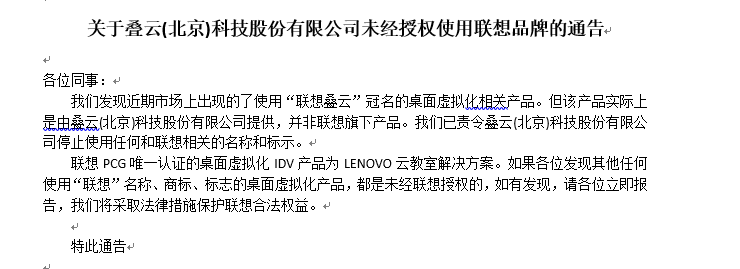 关于叠云(北京)科技股份有限公司未经授权使用联想品牌的通告
各位同事：
我们发现近期市场上出现的了使用“联想叠云”冠名的桌面虚拟化相关产品。但该产品实际上
是由叠云(北京)科技股份有限公司提供，并非联想旗下产品。我们已责令叠云(北京)科技股份有限公
司停止使用任何和联想相关的名称和标示。
联想 PCG 唯一认证的桌面虚拟化 IDV 产品为 LENOVO 云教室解决方案。如果各位发现其他任何
使用“联想”名称、商标、标志的桌面虚拟化产品，都是未经联想授权的，如有发现，请各位立即报
告，我们将采取法律措施保护联想合法权益。
特此通告